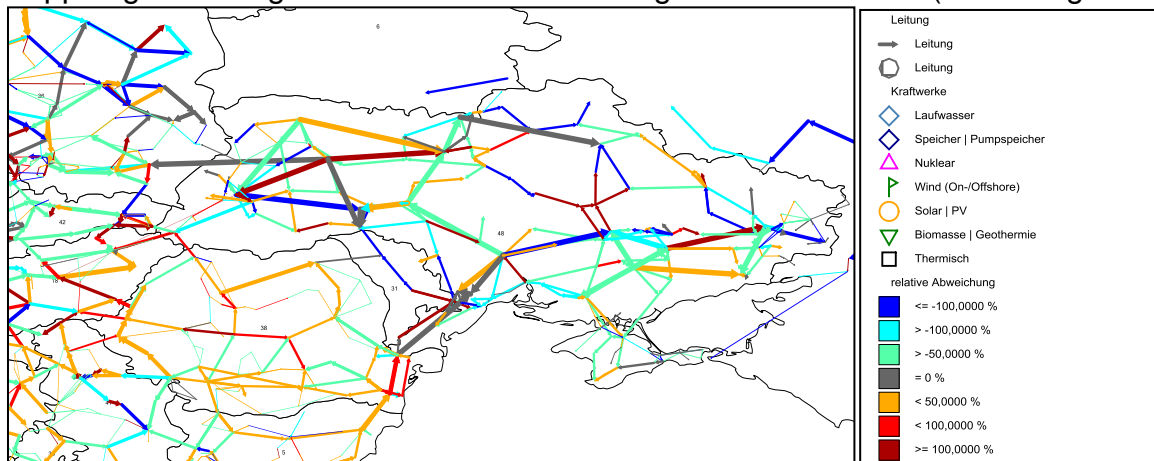 6
28
42
48
31
38
5
Leitung
Leitung
Leitung
Kraftwerke
Laufwasser
Speicher | Pumpspeicher
Nuklear
Wind (On-/Offshore)
Solar | PV
Biomasse | Geothermie
Thermisch
relative Abweichung
<= -100,0000 %
> -100,0000 %
> -50,0000 %
= 0 %
< 50,0000 %
< 100,0000 %
>= 100,0000 %